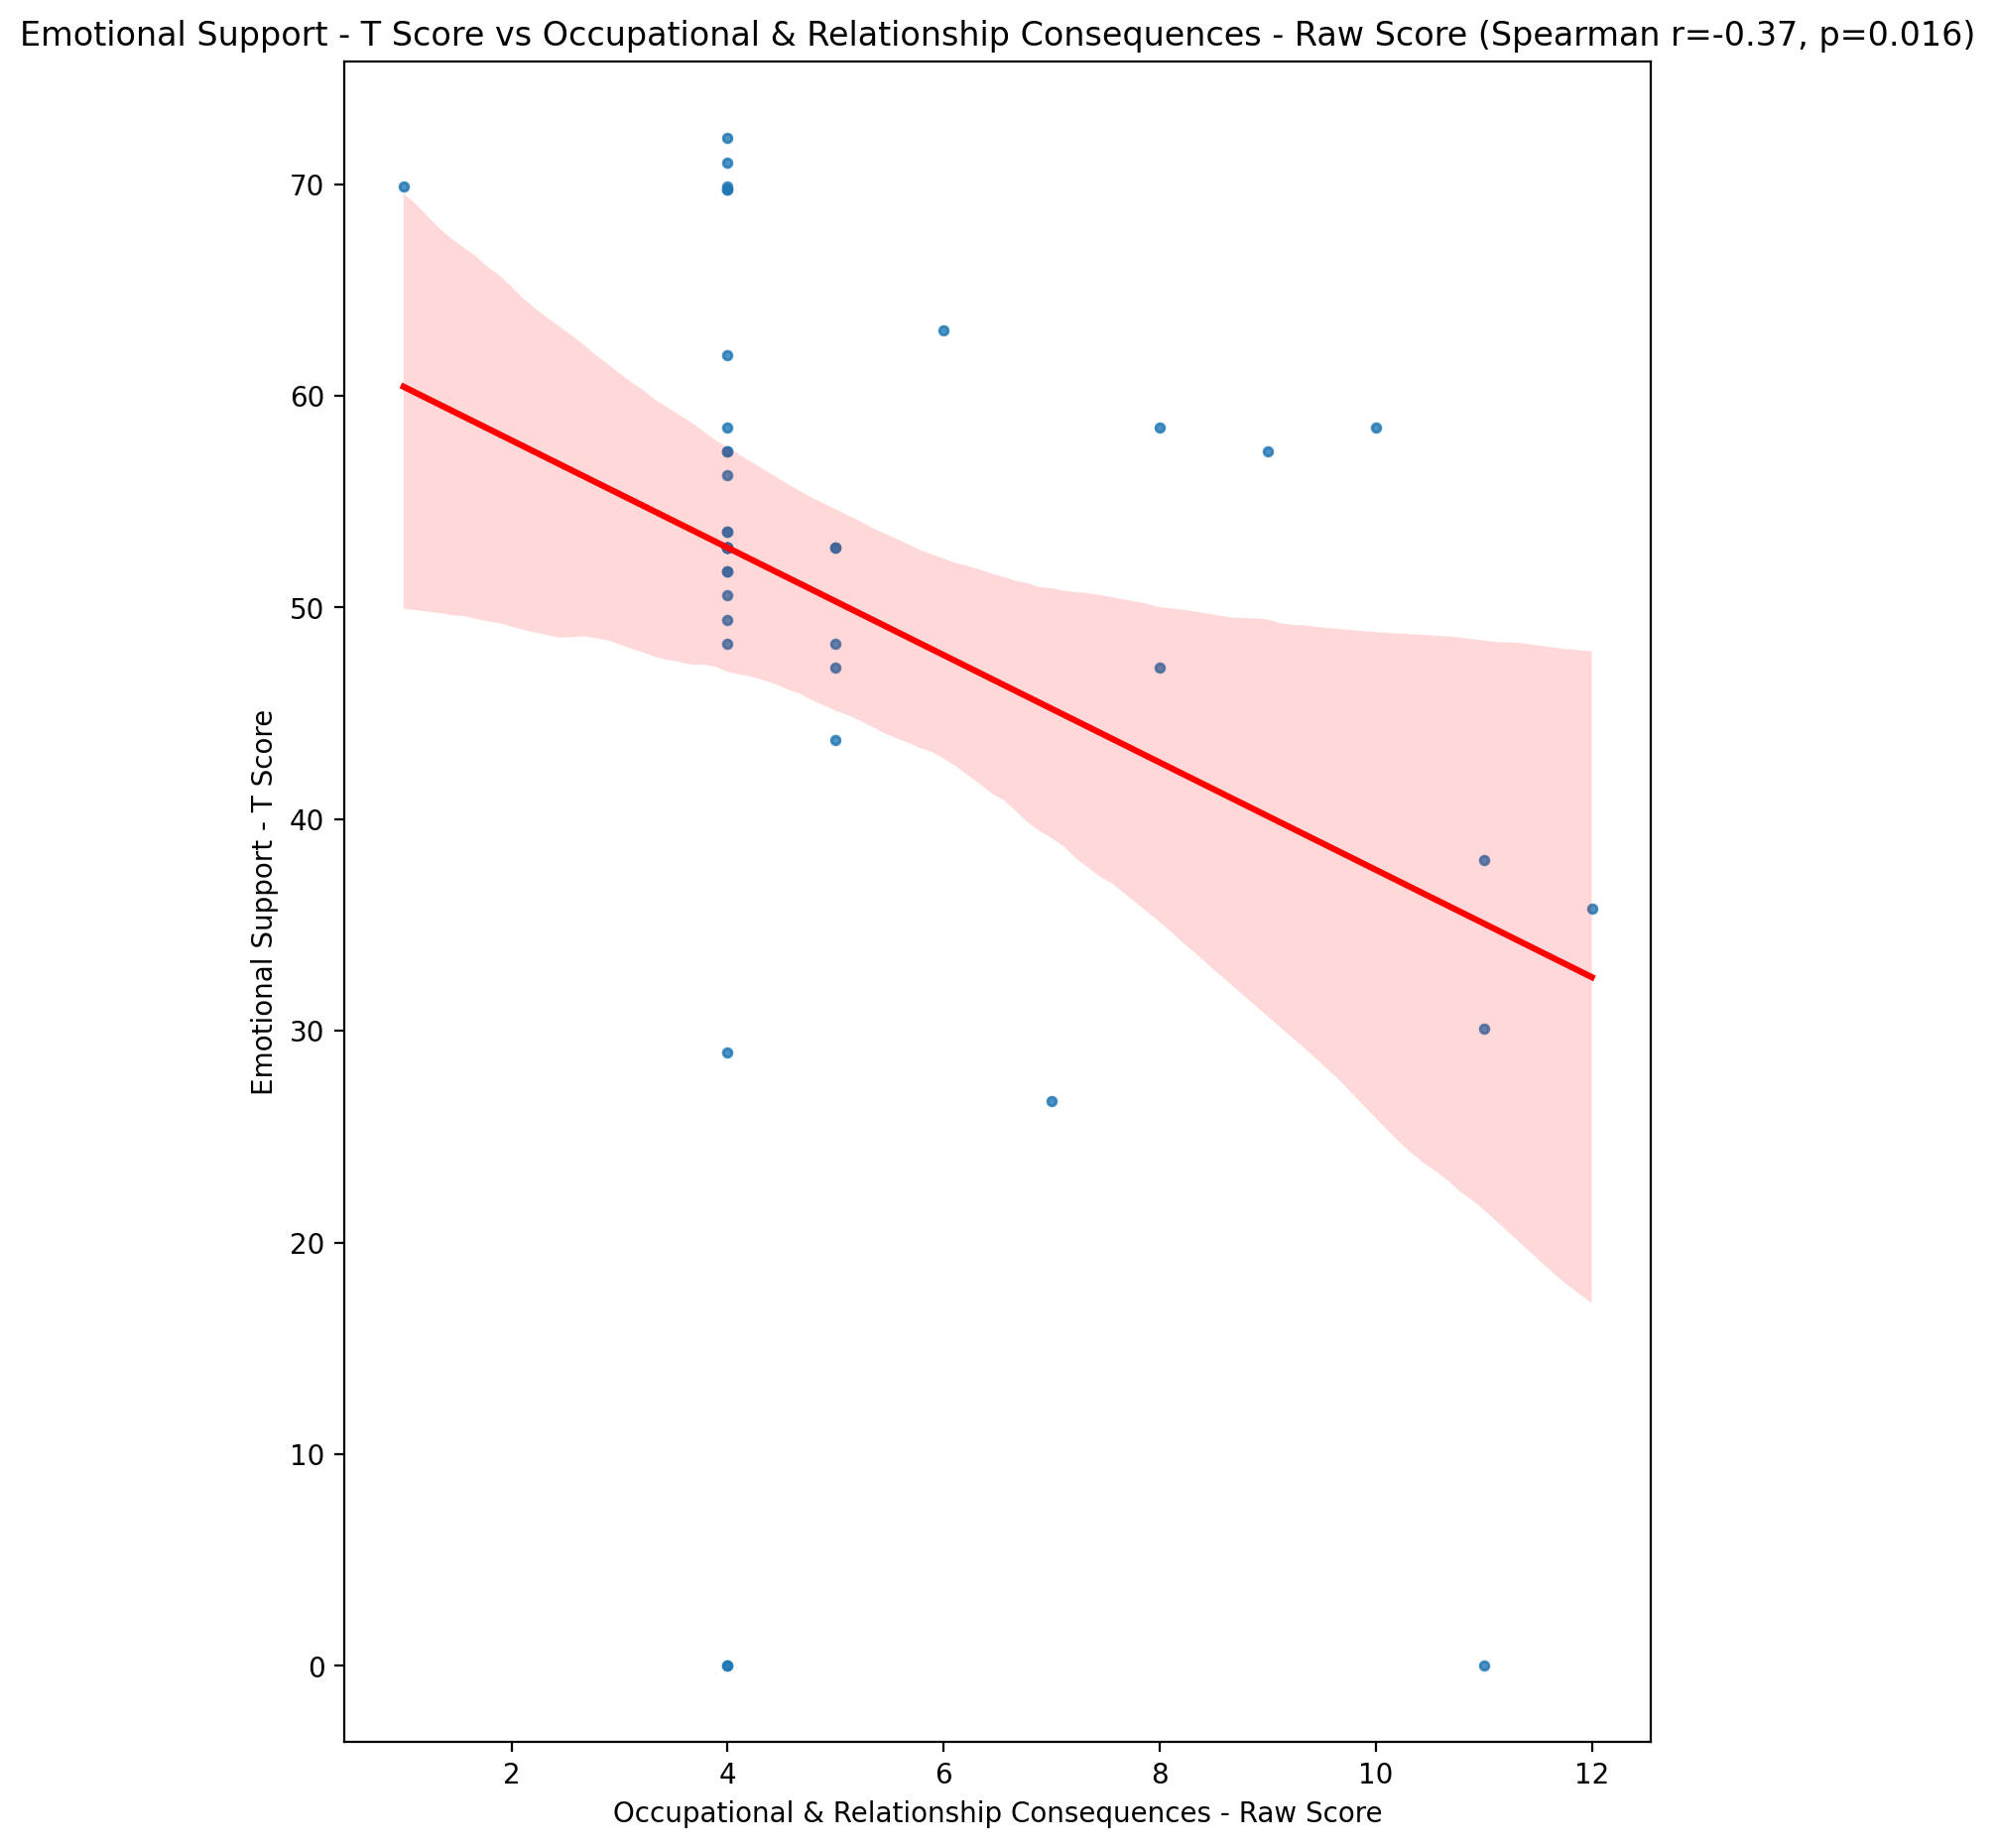 Emotional Support - T Score vs Occupational & Relationship Consequences - Raw Score (Spearman r=-0.37, p=0.016)
70
60
50
40
30
20
10
0
Emotional Support - T Score
2 4 6 8 10 12
Occupational & Relationship Consequences - Raw Score